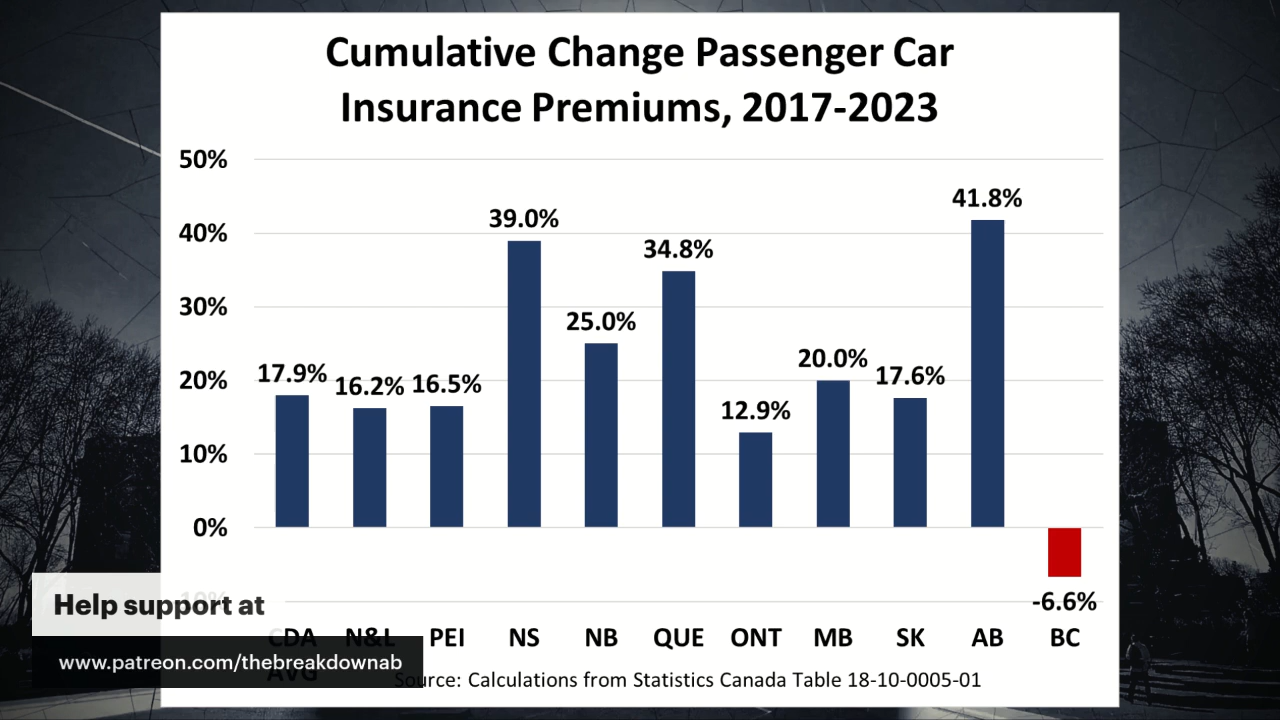 Cumulative Change Passenger Car
Insurance Premiums, 2017-2023
50%
40%
30%
20%
10%
0%
-10%
17.9%
16.2%
16.5%
39.0%
25.0%
34.8%
12.9%
20.0%
17.6%
41.8%
-6.6%
CDA N&L PEI NS NB QUE ONT MB SK AB BC
AVG
Source: Calculations from Statistics Canada Table 18-10-0005-01
Help support at
www.patreon.com/thebreakdownab